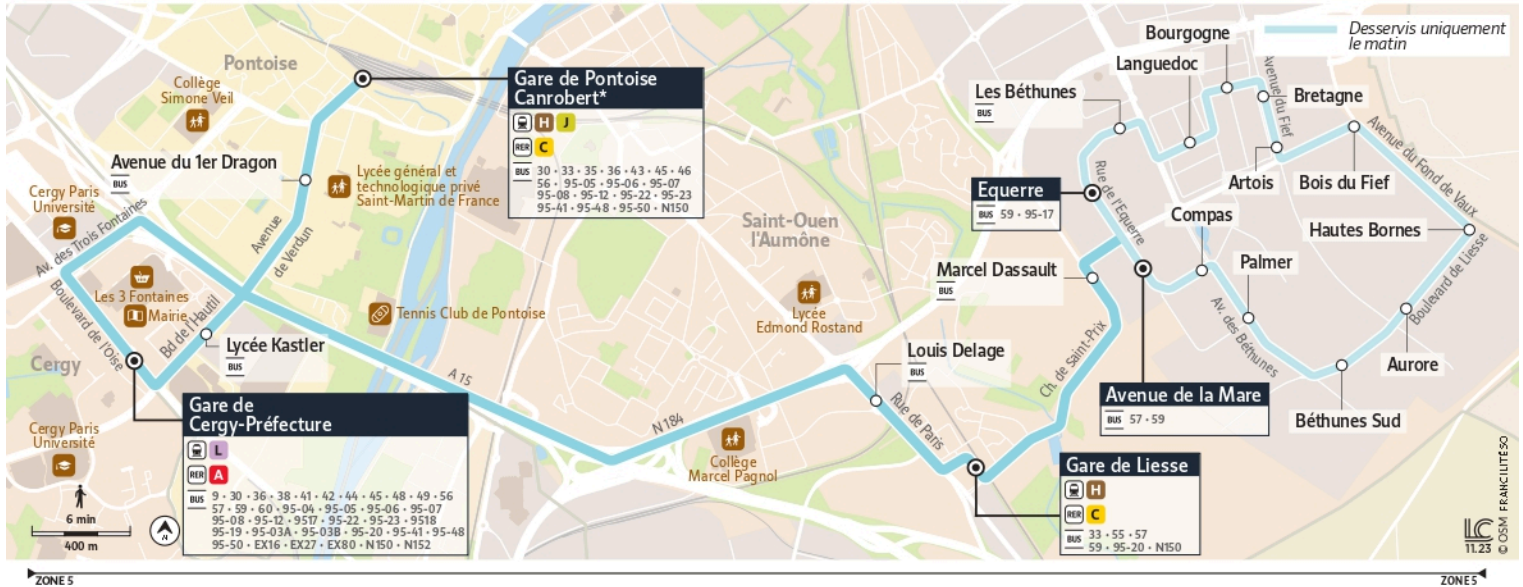 Pontoise
Collège
Simone Veil
Avenue du 1er Dragon
BUS
Cergy Paris
Université
Av. des Trois Fontaines
Les 3 Fontaines
Mairie
Boulevard de l'Oise
Bd de l'Hautil
Avenue
de Verdun
Lycée Kastler
BUS
Cergy
Cergy Paris
Université
6 min
400 m
N
Gare de Pontoise
Canrobert*
H J
RER C
BUS 30 • 33 • 35 • 36 • 43 • 45 • 46
56 • 95-05 • 95-06 • 95-07
95-08 • 95-12 • 95-22 • 95-23
95-41 • 95-48 • 95-50 • N150
Lycée général et
technologique privé
Saint-Martin de France
Tennis Club de Pontoise
Gare de
Cergy-Préfecture
L
RER A
BUS 9 • 30 • 36 • 38 • 41 • 42 • 44 • 45 • 48 • 49 • 56
57 • 59 • 60 • 95-04 • 95-05 • 95-06 • 95-07
95-08 • 95-12 • 9517 • 95-22 • 95-23 • 9518
95-19 • 95-03A • 95-03B • 95-20 • 95-41 • 95-48
95-50 • EX16 • EX27 • EX80 • N150 • N152
A 15
N 184
Saint-Ouen
l'Aumône
Lycée
Edmond Rostand
Collège
Marcel Pagnol
Louis Delage
BUS
Rue de Paris
Ch. de Saint-Prix
Marcel Dassault
BUS
Gare de Liesse
H
RER C
BUS 33 • 55 • 57
59 • 95-20 • N150
Equerre
BUS 59 • 95-17
Rue de l'Equerre
Les Béthunes
BUS
Languedoc
Bourgogne
Avenue du Fief
Bretagne
Artois
Bois du Fief
Avenue du Fond de Vaux
Hautes Bornes
Boulevard de Liesse
Aurore
Béthunes Sud
Av. des Béthunes
Palmer
Compas
Avenue de la Mare
BUS 57 • 59
Desservis uniquement
le matin
LC
11.23
© OSM FRANCILITÉ SO
ZONE 5
ZONE 5